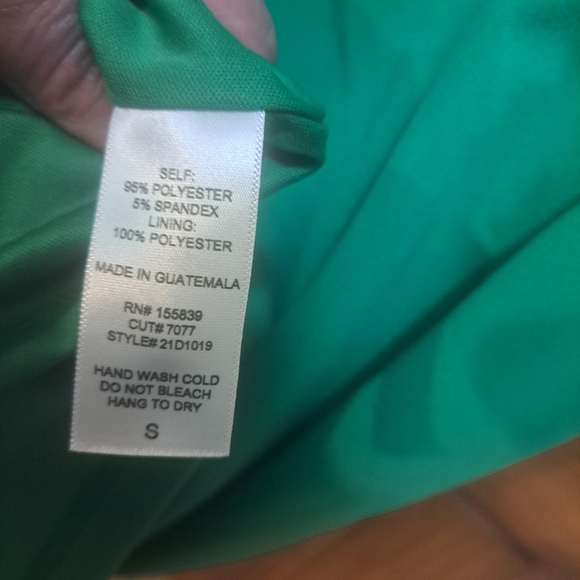 SELF:
95% POLYESTER
5% SPANDEX
LINING:
100% POLYESTER
MADE IN GUATEMALA
RN# 155839
CUT# 7077
STYLE# 21D1019
HAND WASH COLD
DO NOT BLEACH
HANG TO DRY
S